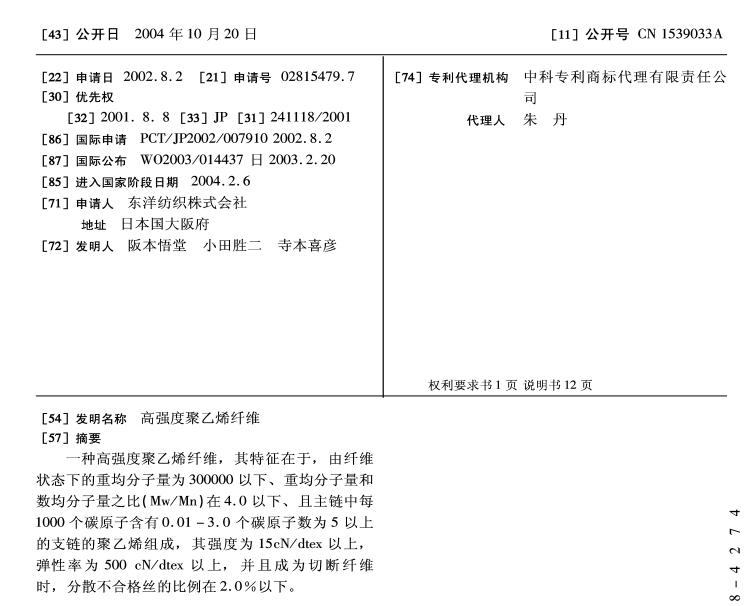 [43] 公开日 2004 年 10 月 20 日
[11] 公开号 CN 1539033A
[22] 申请日 2002.8.2 [21] 申请号 02815479.7
[30] 优先权
[32] 2001. 8. 8 [33] JP [31] 241118/2001
[86] 国际申请 PCT/JP2002/007910 2002.8.2
[87] 国际公布 WO2003/014437 日 2003.2.20
[85] 进入国家阶段日期 2004.2.6
[71] 申请人 东洋纺织株式会社
地址 日本国大阪府
[72] 发明人 阪本悟堂 小田胜二 寺本喜彦
[74] 专利代理机构 中科专利商标代理有限责任公
司
代理人 朱 丹
权利要求书 1 页 说明书 12 页
[54] 发明名称 高强度聚乙烯纤维
[57] 摘要
一种高强度聚乙烯纤维，其特征在于，由纤维
状态下的重均分子量为 300000 以下、重均分子量和
数均分子量之比(Mw/Mn)在 4.0 以下、且主链中每
1000 个碳原子含有 0.01－3.0 个碳原子数为 5 以上
的支链的聚乙烯组成，其强度为 15cN/dtex 以上，
弹性率为 500 cN/dtex 以上，并且成为切断纤维
时，分散不合格丝的比例在 2.0%以下。
8-4274